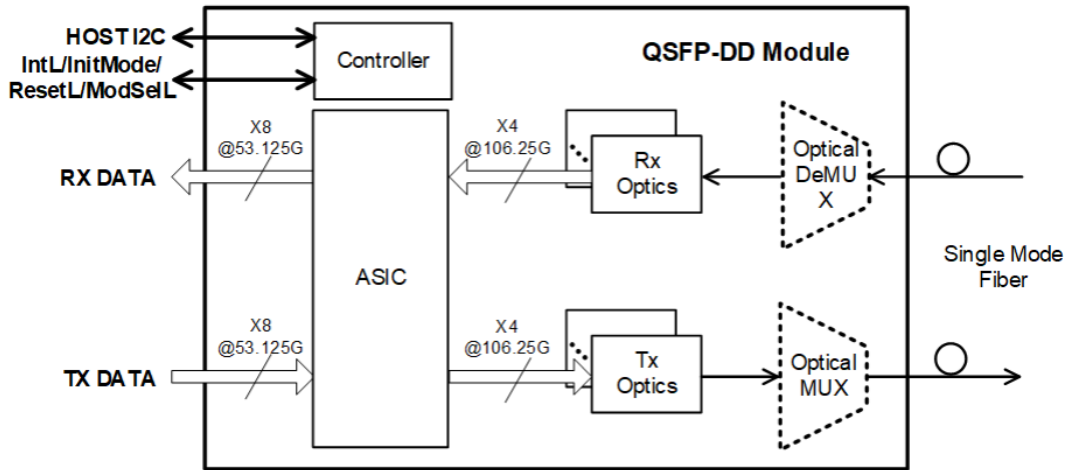 HOST I2C
IntL/InitMode/
ResetL/ModSelL
Controller
QSFP-DD Module
X8
@53.125G
X4
@106.25G
RX DATA
Rx
Optics
Optical
DeMU
X
ASIC
Single Mode
Fiber
X8
@53.125G
X4
@106.25G
TX DATA
Tx
Optics
Optical
MUX